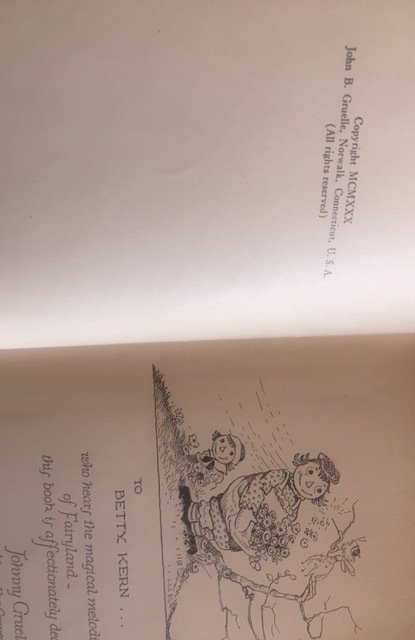 Copyright MCMXXX
John B. Gruelle, Norwalk, Connecticut, U. S. A.
(All rights reserved)
TO
BETTY KERN . . .
who hears the magical
of Fairyland -
this book is affectionately
Johnny